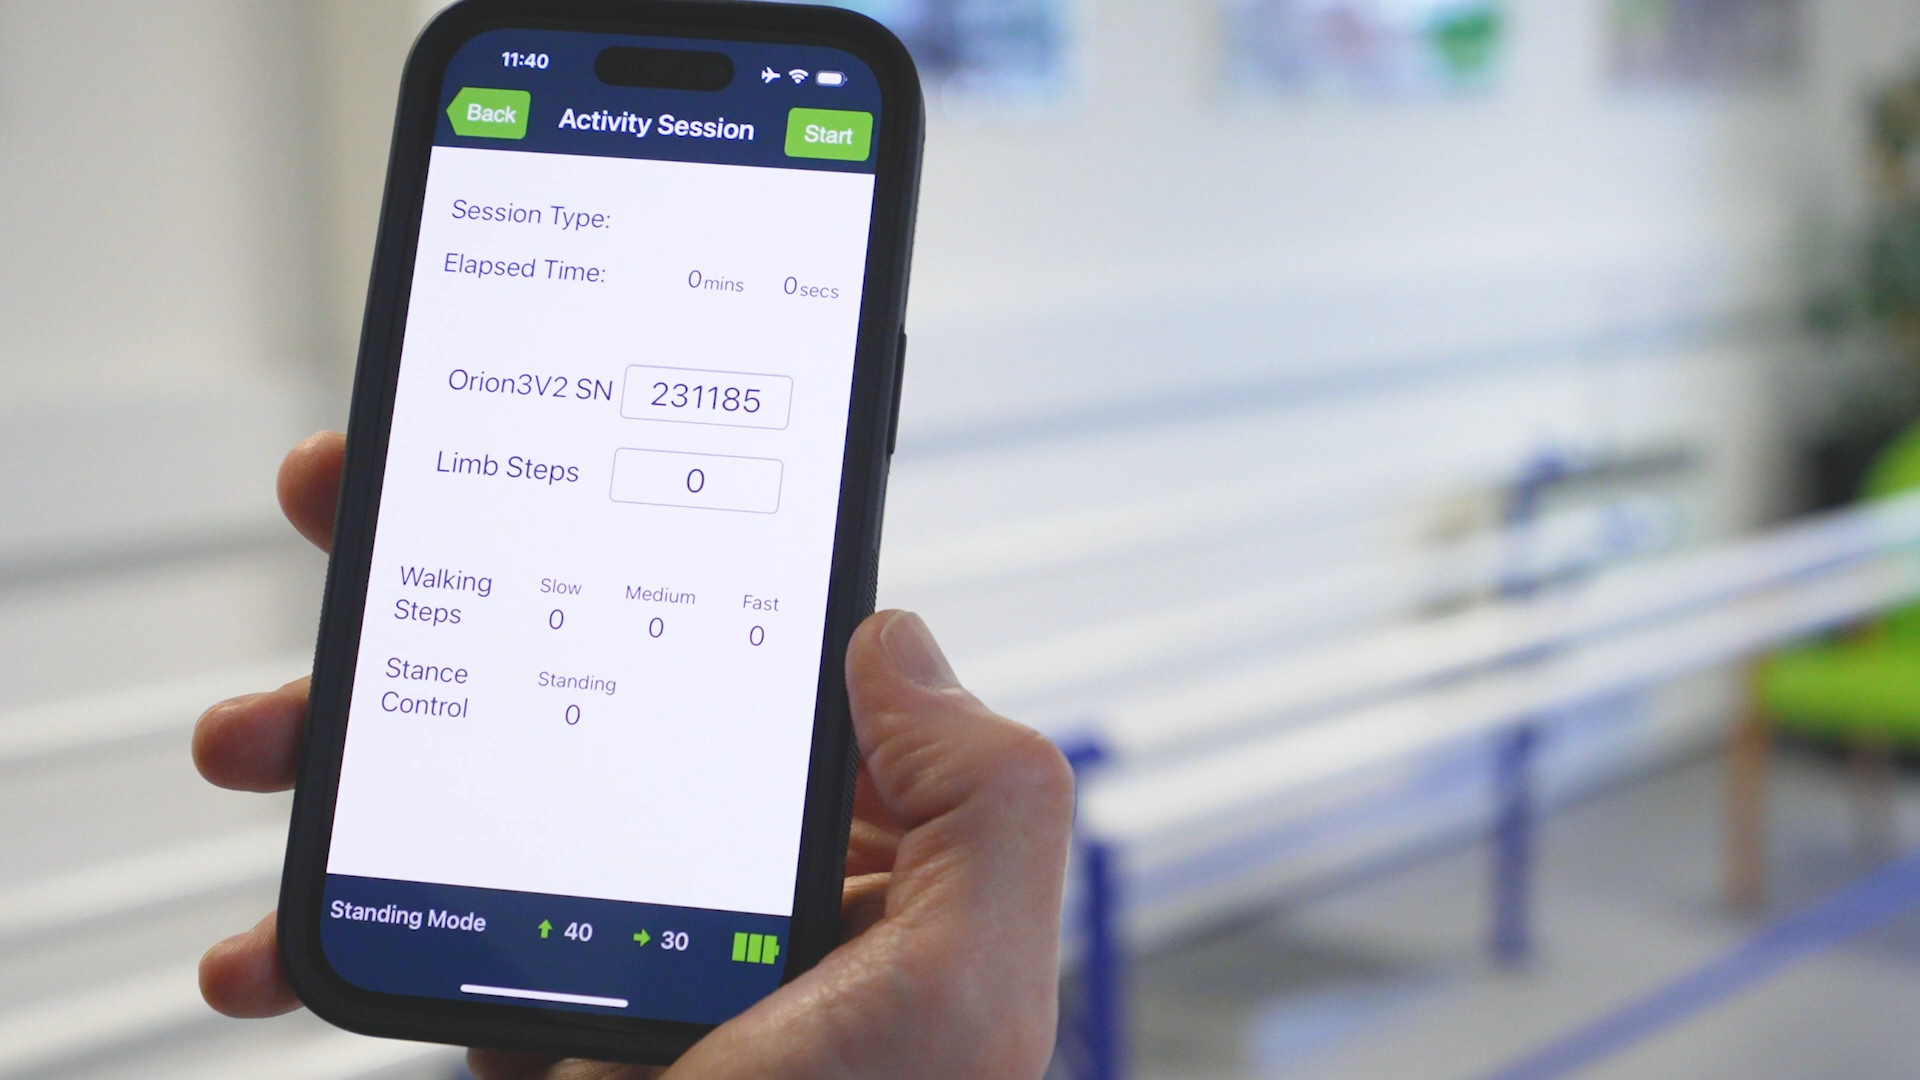 11:40
Back
Activity Session
Start
Session Type:
Elapsed Time: 0mins 0secs
Orion3V2 SN 231185
Limb Steps 0
Walking Steps
Slow Medium Fast
0 0 0
Stance Control
Standing
0
Standing Mode 40 30